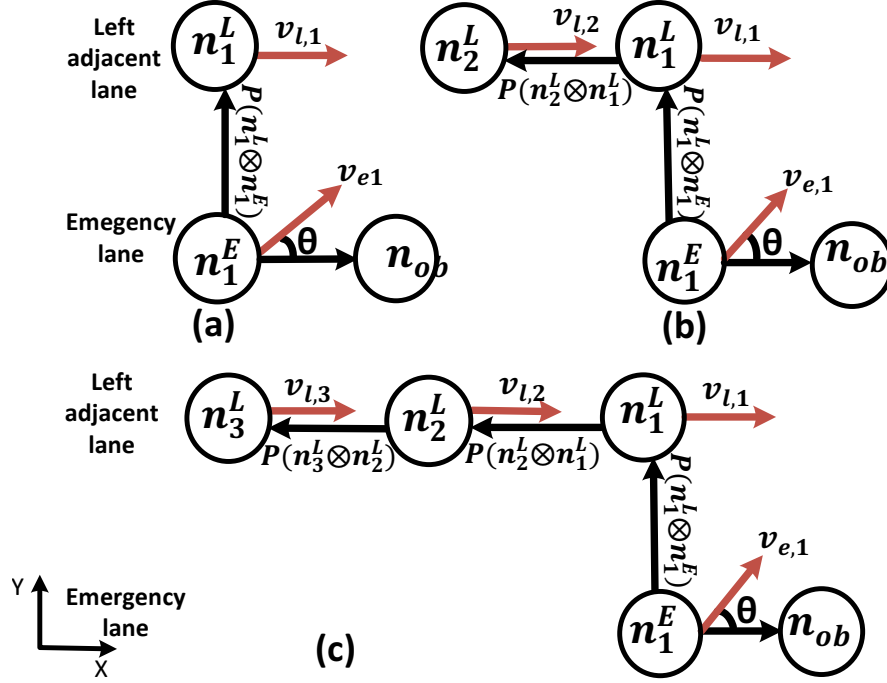 Left
adjacent
lane
n_1^L
v_{l,1}
P(n_1^L⊗n_1^E)
v_{e1}
Emegency
lane
n_1^E
θ
n_{ob}
(a)
n_2^L
v_{l,2}
n_1^L
v_{l,1}
P(n_2^L⊗n_1^L)
P(n_1^L⊗n_1^E)
v_{e,1}
n_1^E
θ
n_{ob}
(b)
Left
adjacent
lane
n_3^L
v_{l,3}
n_2^L
v_{l,2}
n_1^L
v_{l,1}
P(n_3^L⊗n_2^L)
P(n_2^L⊗n_1^L)
P(n_1^L⊗n_1^E)
v_{e,1}
Y
X
Emergency
lane
n_1^E
θ
n_{ob}
(c)